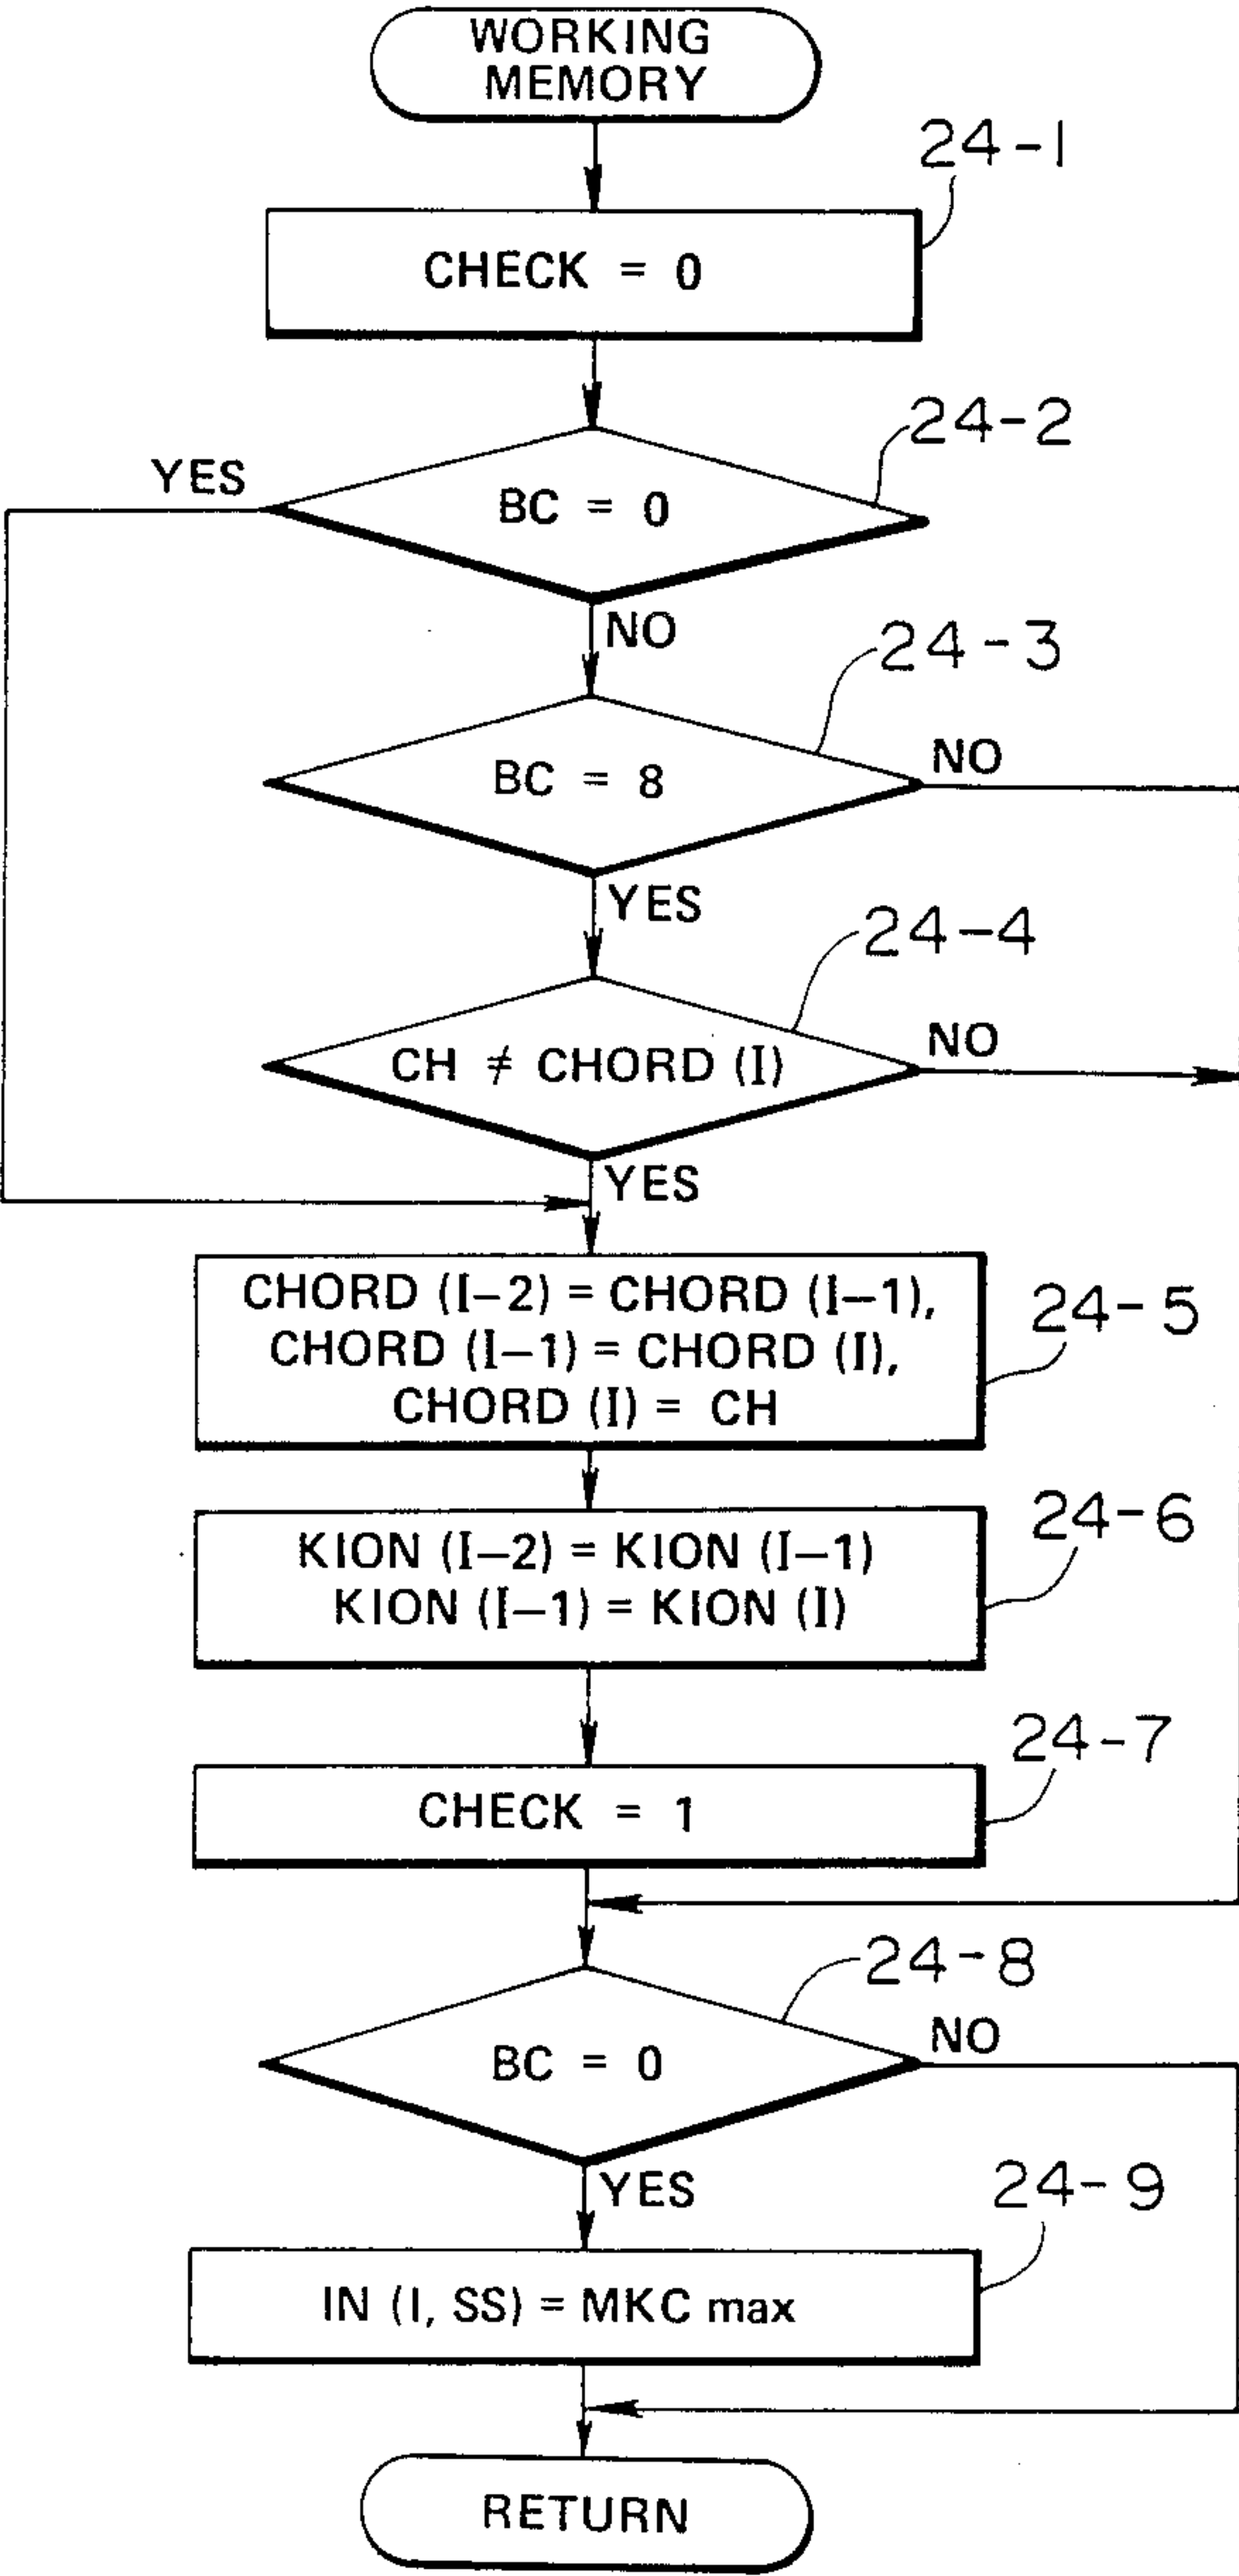 WORKING
MEMORY
24-1
CHECK = 0
24-2
YES
BC = 0
NO
24-3
NO
BC = 8
YES
24-4
NO
CH ≠ CHORD (I)
YES
CHORD (I–2) = CHORD (I–1),
CHORD (I–1) = CHORD (I),
CHORD (I) = CH
24-5
24-6
KION (I–2) = KION (I–1)
KION (I–1) = KION (I)
24-7
CHECK = 1
24-8
NO
BC = 0
YES
24-9
IN (I, SS) = MKC max
RETURN